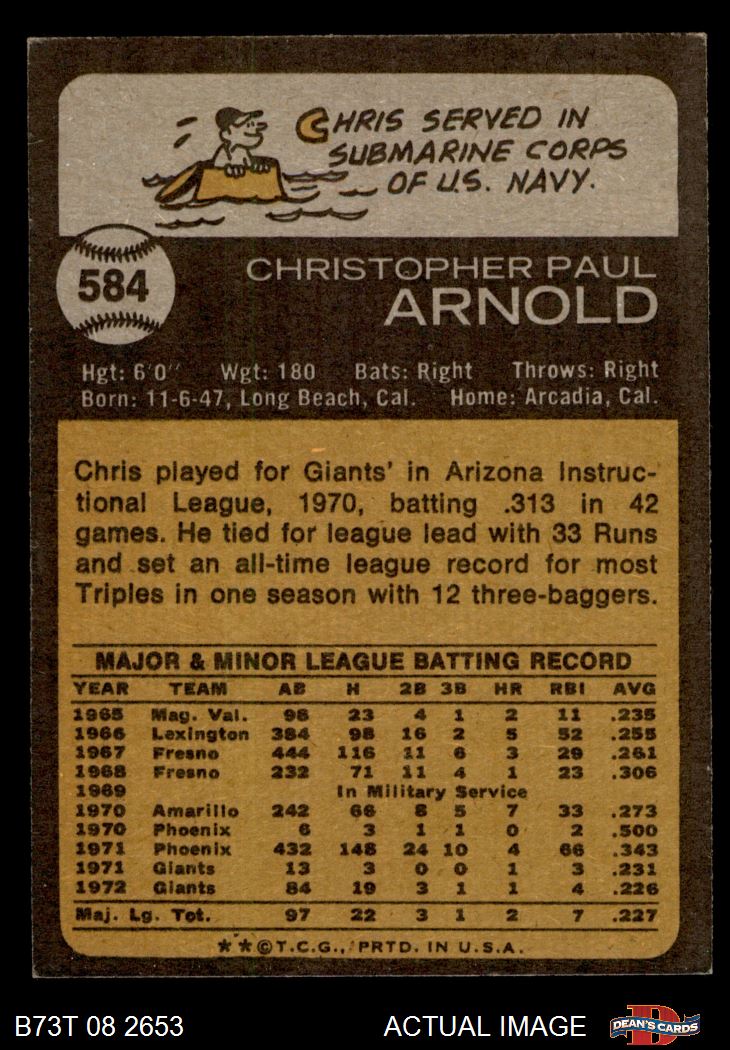 CHRIS SERVED IN
SUBMARINE CORPS
OF U.S. NAVY.
584
CHRISTOPHER PAUL
ARNOLD
Hgt: 6'0" Wgt: 180 Bats: Right Throws: Right
Born: 11-6-47, Long Beach, Cal. Home: Arcadia, Cal.
Chris played for Giants' in Arizona Instruc-
tional League, 1970, batting .313 in 42
games. He tied for league lead with 33 Runs
and set an all-time league record for most
Triples in one season with 12 three-baggers.
MAJOR & MINOR LEAGUE BATTING RECORD
YEAR TEAM AB H 2B 3B HR RBI AVG
1965 Mag. Val. 98 23 4 1 2 11 .235
1966 Lexington 384 98 16 2 5 52 .255
1967 Fresno 444 116 11 6 3 29 .261
1968 Fresno 232 71 11 4 1 23 .306
1969 In Military Service
1970 Amarillo 242 66 8 5 7 33 .273
1970 Phoenix 6 3 1 1 0 2 .500
1971 Phoenix 432 148 24 10 4 66 .343
1971 Giants 13 3 0 0 1 3 .231
1972 Giants 84 19 3 1 1 4 .226
Maj. Lg. Tot. 97 22 3 1 2 7 .227
**©T.C.G., PRTD. IN U.S.A.
B73T 08 2653 ACTUAL IMAGE DEAN'S CARDS